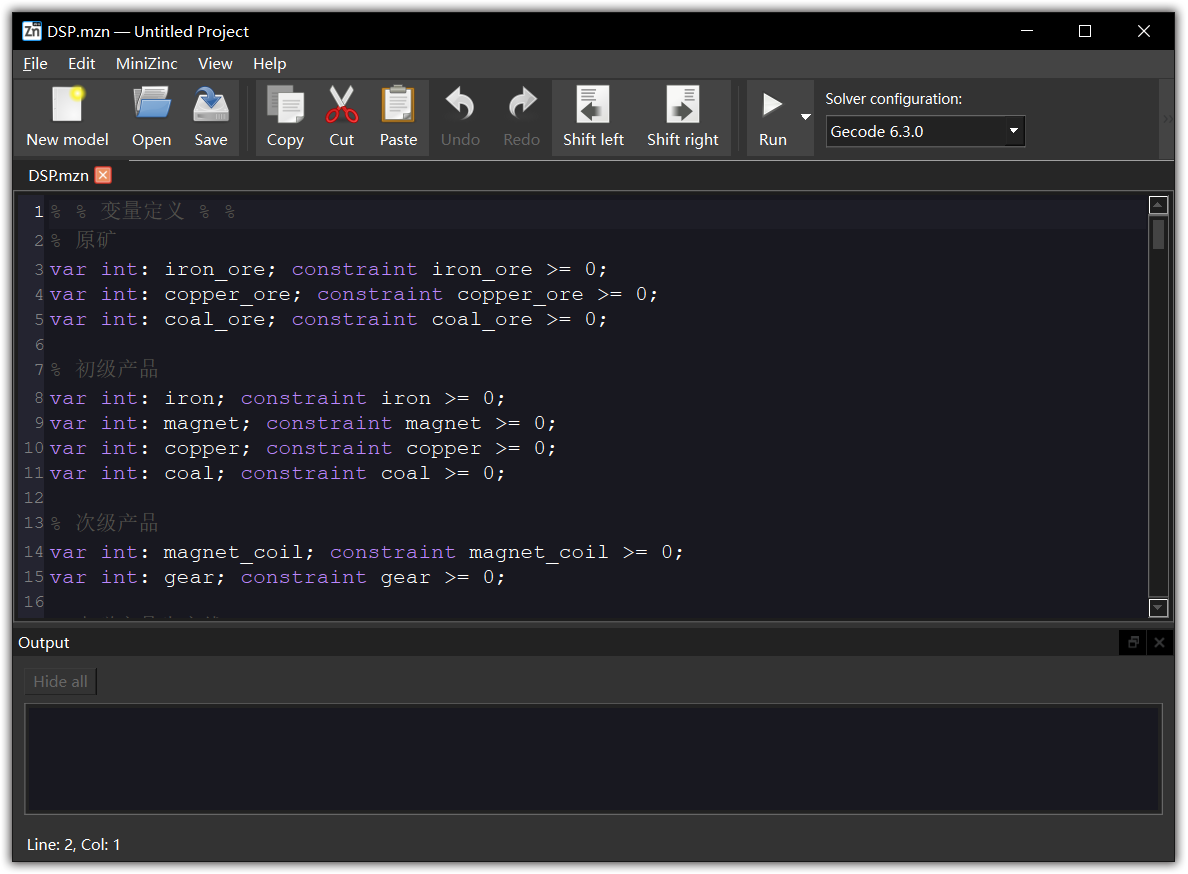 DSP.mzn — Untitled Project
File Edit MiniZinc View Help
New model Open Save Copy Cut Paste Undo Redo Shift left Shift right Run
Solver configuration:
Gecode 6.3.0
DSP.mzn
1 % % 变量定义 % %
2 % 原矿
3 var int: iron_ore; constraint iron_ore >= 0;
4 var int: copper_ore; constraint copper_ore >= 0;
5 var int: coal_ore; constraint coal_ore >= 0;
6
7 % 初级产品
8 var int: iron; constraint iron >= 0;
9 var int: magnet; constraint magnet >= 0;
10 var int: copper; constraint copper >= 0;
11 var int: coal; constraint coal >= 0;
12
13 % 次级产品
14 var int: magnet_coil; constraint magnet_coil >= 0;
15 var int: gear; constraint gear >= 0;
16
Output
Hide all
Line: 2, Col: 1